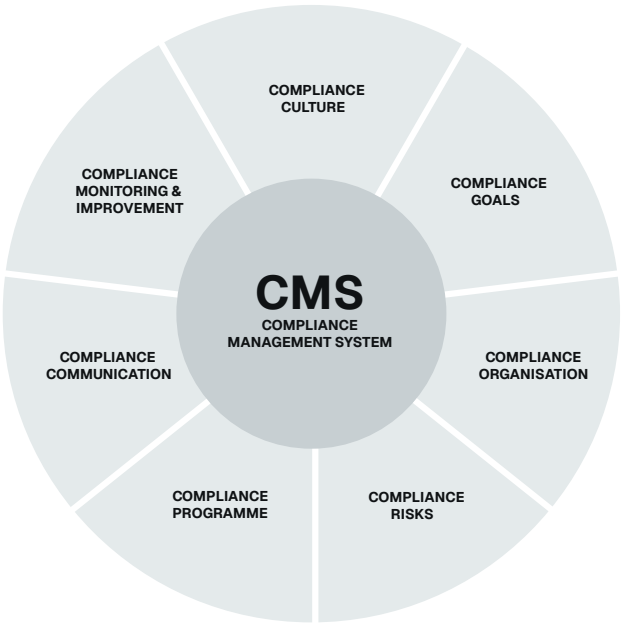 COMPLIANCE
CULTURE
COMPLIANCE
GOALS
COMPLIANCE
ORGANISATION
COMPLIANCE
RISKS
COMPLIANCE
PROGRAMME
COMPLIANCE
COMMUNICATION
COMPLIANCE
MONITORING &
IMPROVEMENT
CMS
COMPLIANCE
MANAGEMENT SYSTEM